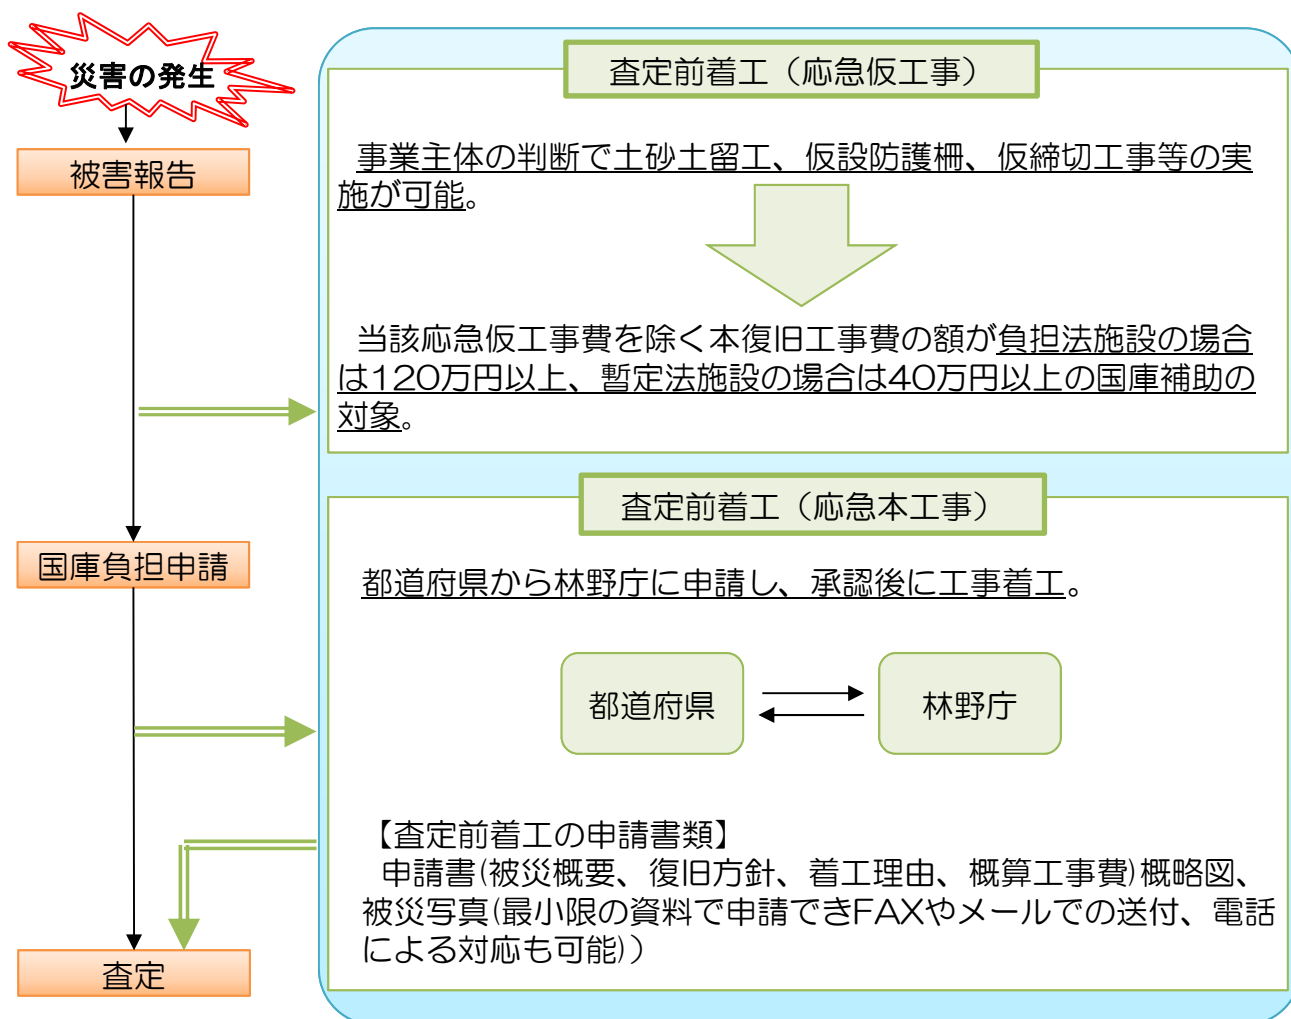 災害の発生
被害報告
国庫負担申請
査定
査定前着工（応急仮工事）
事業主体の判断で土砂土留工、仮設防護柵、仮締切工事等の実
施が可能。
当該応急仮工事費を除く本復旧工事費の額が負担法施設の場合
は120万円以上、暫定法施設の場合は40万円以上の国庫補助の
対象。
査定前着工（応急本工事）
都道府県から林野庁に申請し、承認後に工事着工。
都道府県
林野庁
【査定前着工の申請書類】
申請書(被災概要、復旧方針、着工理由、概算工事費)概略図、
被災写真(最小限の資料で申請できFAXやメールでの送付、電話
による対応も可能)）